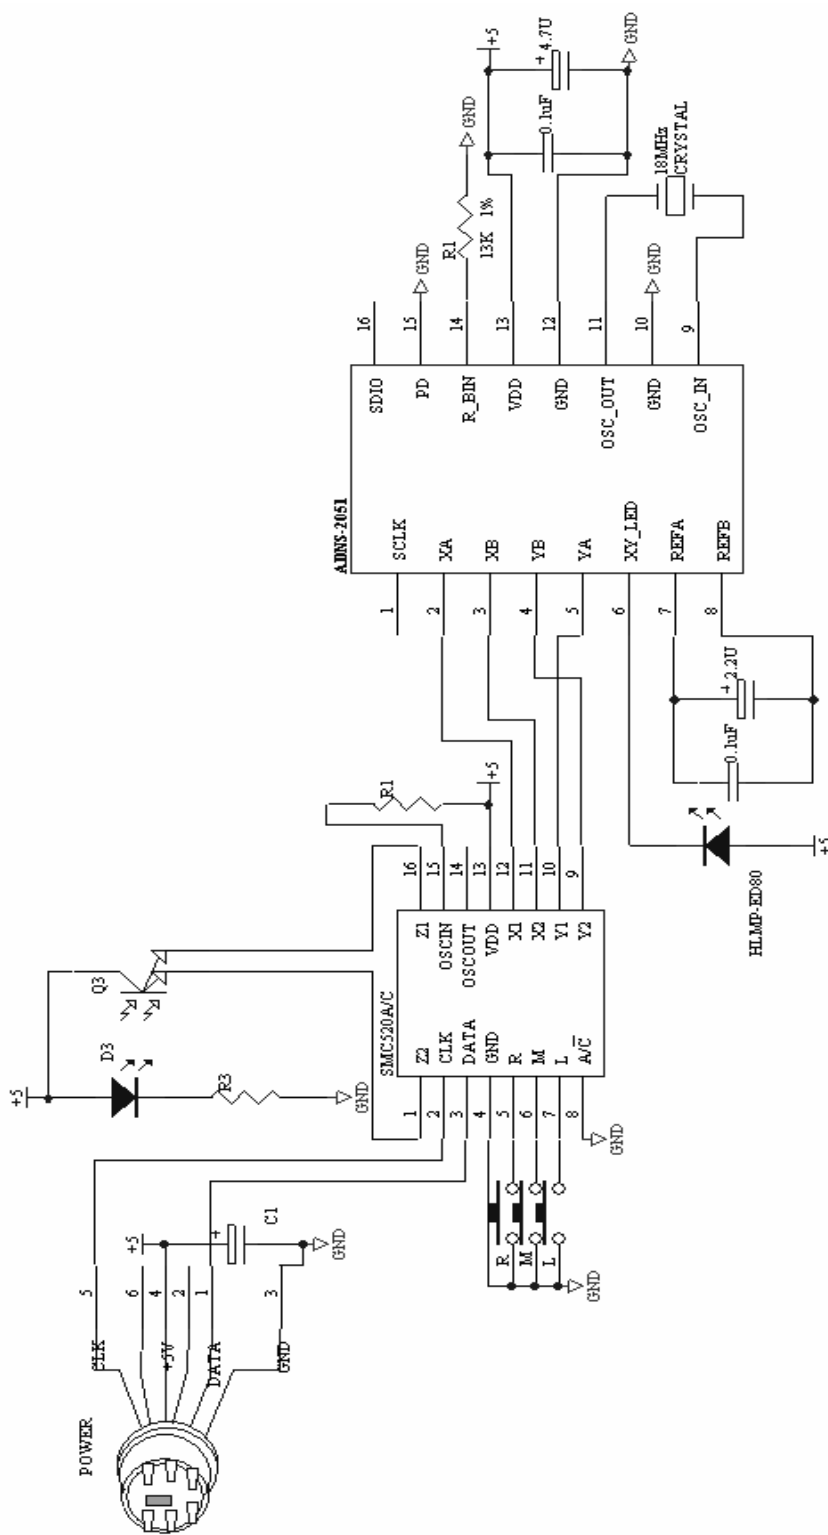 +5
4.7U
+
GND
0.1uF
GND
18MHz
CRYSTAL
R1
13K 1%
GND
GND
16
15
14
13
12
11
10
9
SDIO
PD
R_BIN
VDD
GND
OSC_OUT
GND
OSC_IN
ADNS-2051
SCLK
XA
XB
YB
YA
XY_LED
REFA
REFB
1
2
3
4
5
6
7
8
+
2.2U
0.1uF
R1
+5
HLMP-ED80
+5
16
15
14
13
12
11
10
9
Z1
OSCIN
OSCOUT
VDD
X1
X2
Y1
Y2
SMC520A/C
Z2
CLK
DATA
GND
R
M
L
A/C
1
2
3
4
5
6
7
8
GND
Q3
D3
R3
+5
GND
R
M
L
GND
+5
+
C1
GND
5
6
4
2
1
3
CLK
+5V
DATA
GND
POWER